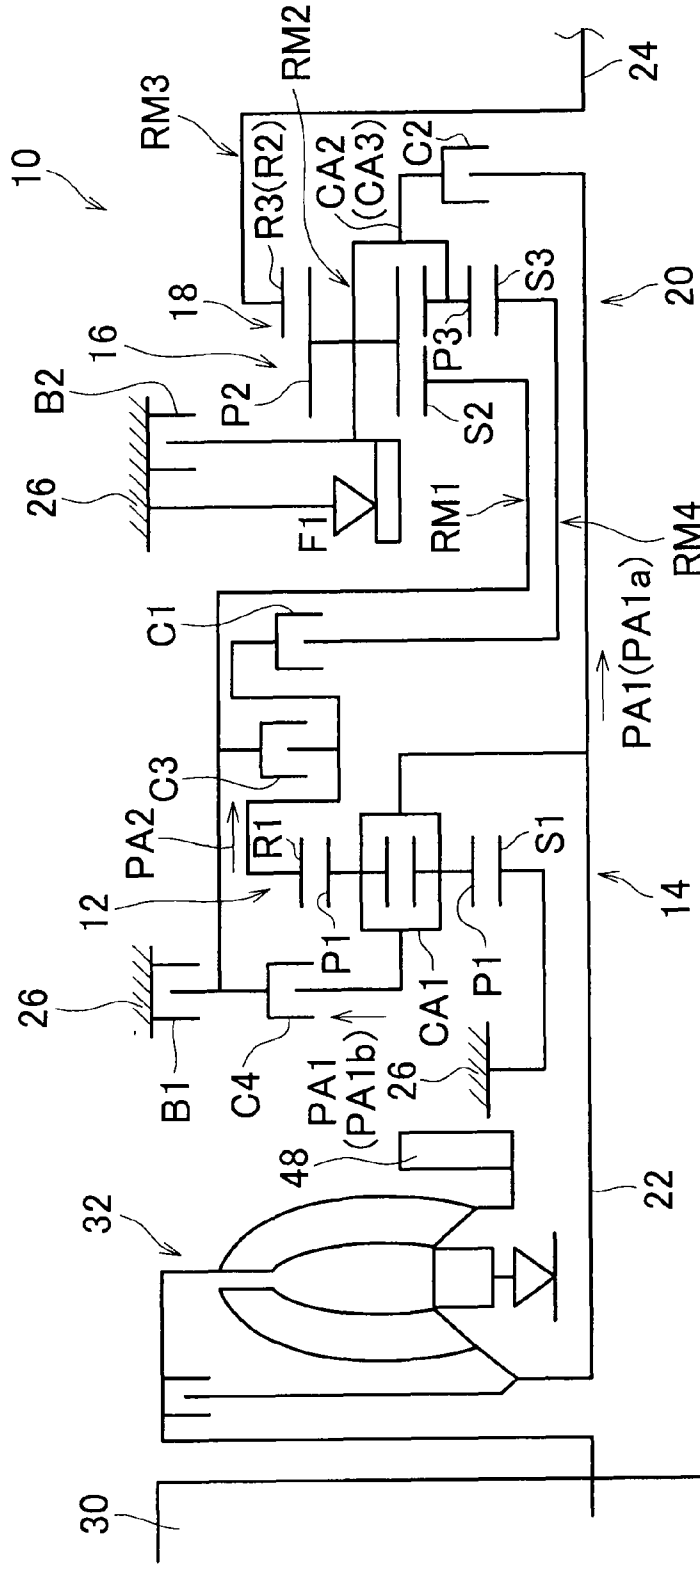 10
RM3
RM2
R3(R2)
CA2
(CA3)
C2
24
18
16
B2
26
P2
F1
P3
S3
S2
20
RM1
RM4
C1
C3
PA2
PA1(PA1a)
12
R1
P1
S1
26
B1
C4
CA1
P1
14
PA1
(PA1b)
26
48
32
22
30